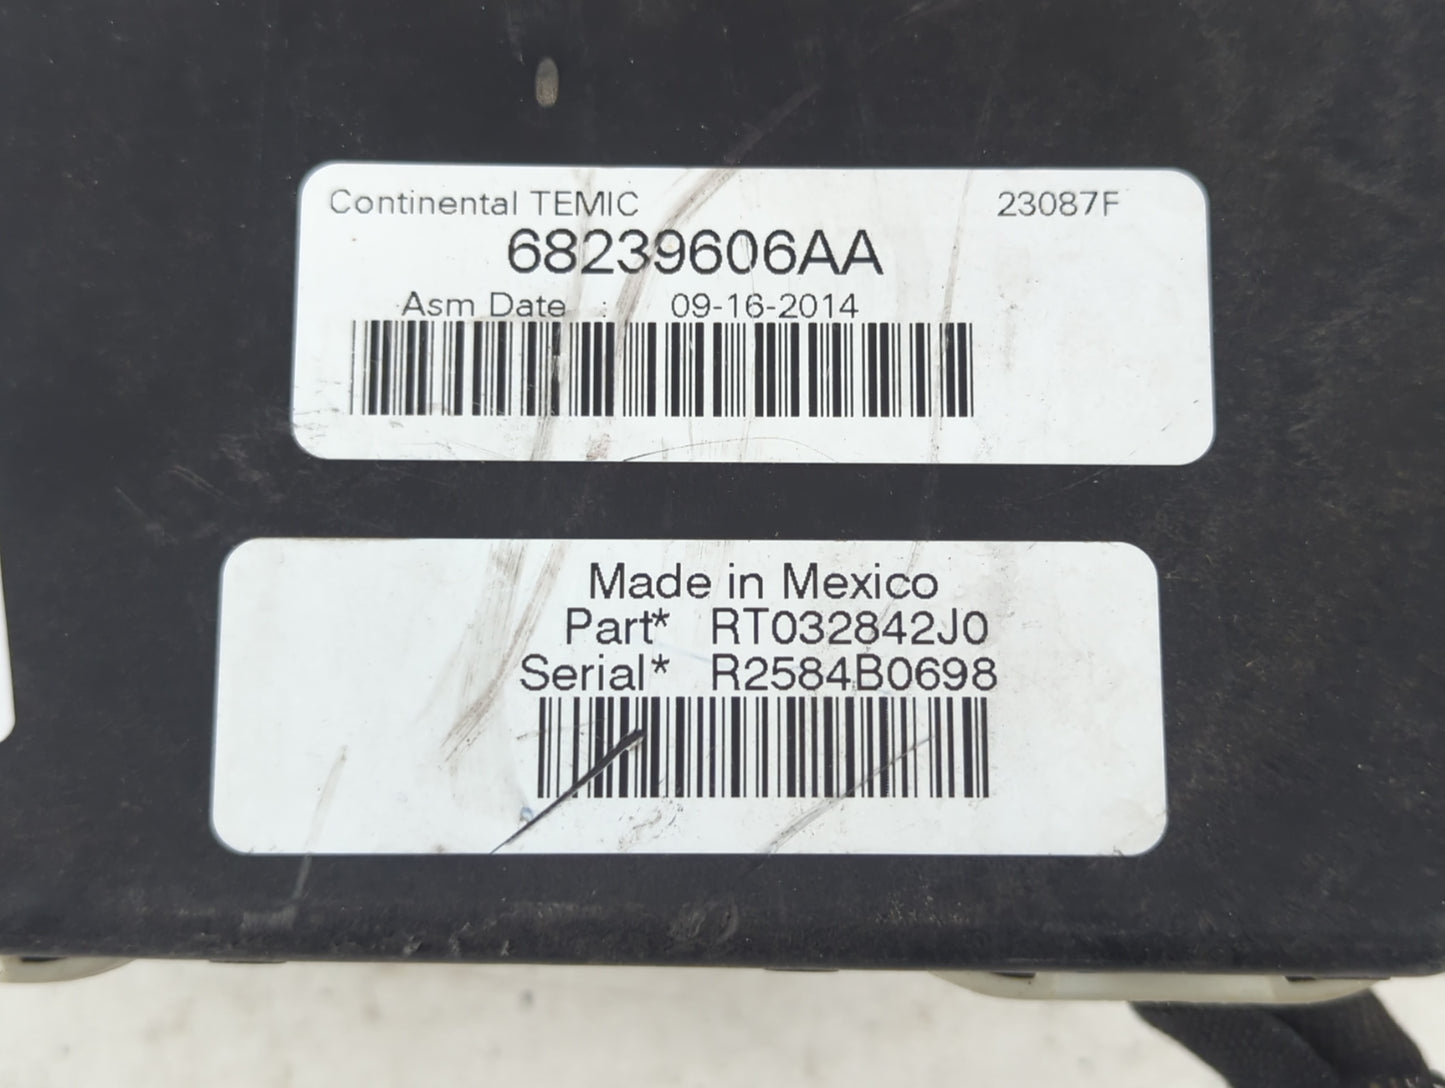 Continental TEMIC 23087F
68239606AA
Asm Date : 09-16-2014
Made in Mexico
Part* RT032842J0
Serial* R2584B0698